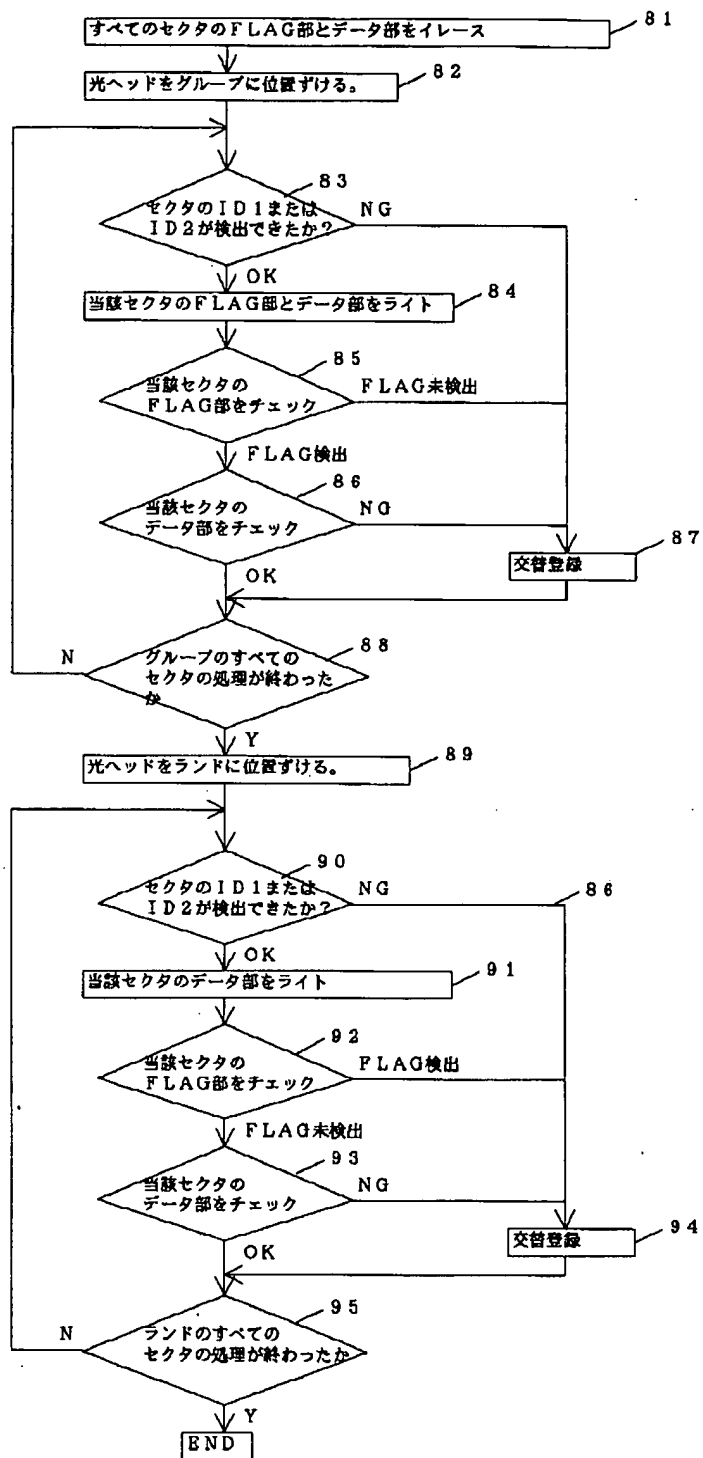 81
すべてのセクタのFLAG部とデータ部をイレース
82
光ヘッドをグループに位置ずける。
83
セクタのID1または
ID2が検出できたか?
NG
OK
84
当該セクタのFLAG部とデータ部をライト
85
当該セクタの
FLAG部をチェック
FLAG未検出
FLAG検出
86
当該セクタの
データ部をチェック
NG
87
交替登録
OK
88
N
グループのすべての
セクタの処理が終わった
か
Y
89
光ヘッドをランドに位置ずける。
90
セクタのID1または
ID2が検出できたか?
NG
86
OK
91
当該セクタのデータ部をライト
92
当該セクタの
FLAG部をチェック
FLAG検出
FLAG未検出
93
当該セクタの
データ部をチェック
NG
94
交替登録
OK
95
N
ランドのすべての
セクタの処理が終わったか
Y
END